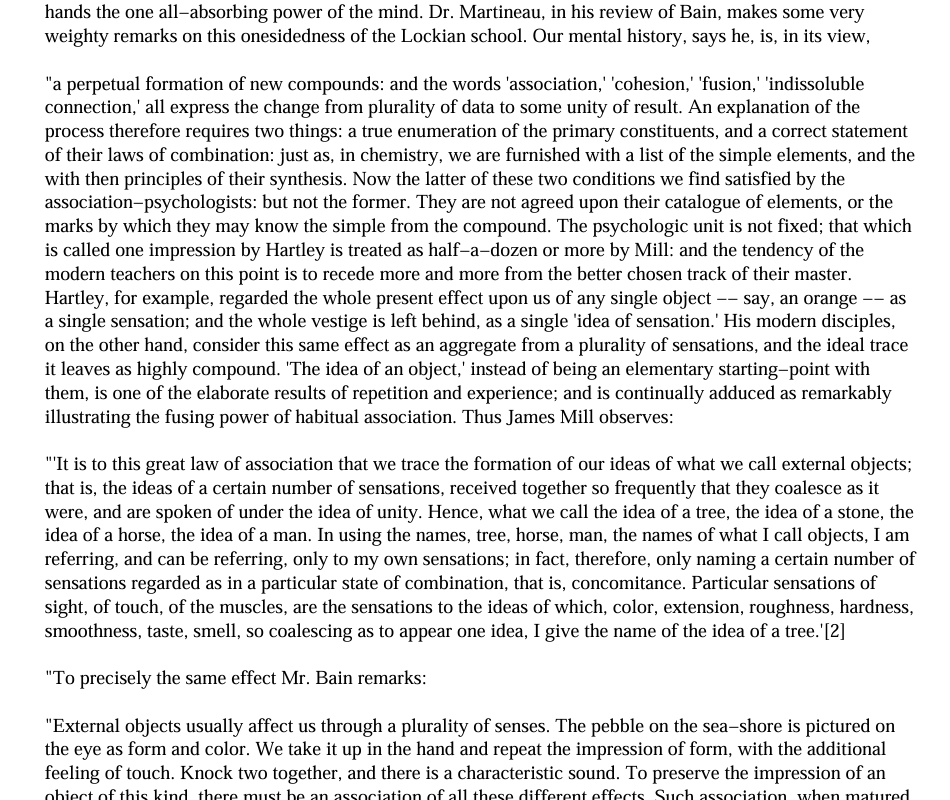 hands the one all−absorbing power of the mind. Dr. Martineau, in his review of Bain, makes some very
weighty remarks on this onesidedness of the Lockian school. Our mental history, says he, is, in its view,
"a perpetual formation of new compounds: and the words 'association,' 'cohesion,' 'fusion,' 'indissoluble
connection,' all express the change from plurality of data to some unity of result. An explanation of the
process therefore requires two things: a true enumeration of the primary constituents, and a correct statement
of their laws of combination: just as, in chemistry, we are furnished with a list of the simple elements, and the
with then principles of their synthesis. Now the latter of these two conditions we find satisfied by the
association−psychologists: but not the former. They are not agreed upon their catalogue of elements, or the
marks by which they may know the simple from the compound. The psychologic unit is not fixed; that which
is called one impression by Hartley is treated as half−a−dozen or more by Mill: and the tendency of the
modern teachers on this point is to recede more and more from the better chosen track of their master.
Hartley, for example, regarded the whole present effect upon us of any single object −− say, an orange −− as
a single sensation; and the whole vestige is left behind, as a single 'idea of sensation.' His modern disciples,
on the other hand, consider this same effect as an aggregate from a plurality of sensations, and the ideal trace
it leaves as highly compound. 'The idea of an object,' instead of being an elementary starting−point with
them, is one of the elaborate results of repetition and experience; and is continually adduced as remarkably
illustrating the fusing power of habitual association. Thus James Mill observes:
"'It is to this great law of association that we trace the formation of our ideas of what we call external objects;
that is, the ideas of a certain number of sensations, received together so frequently that they coalesce as it
were, and are spoken of under the idea of unity. Hence, what we call the idea of a tree, the idea of a stone, the
idea of a horse, the idea of a man. In using the names, tree, horse, man, the names of what I call objects, I am
referring, and can be referring, only to my own sensations; in fact, therefore, only naming a certain number of
sensations regarded as in a particular state of combination, that is, concomitance. Particular sensations of
sight, of touch, of the muscles, are the sensations to the ideas of which, color, extension, roughness, hardness,
smoothness, taste, smell, so coalescing as to appear one idea, I give the name of the idea of a tree.'[2]
"To precisely the same effect Mr. Bain remarks:
"External objects usually affect us through a plurality of senses. The pebble on the sea−shore is pictured on
the eye as form and color. We take it up in the hand and repeat the impression of form, with the additional
feeling of touch. Knock two together, and there is a characteristic sound. To preserve the impression of an
object of this kind, there must be an association of all these different effects. Such association, when matured